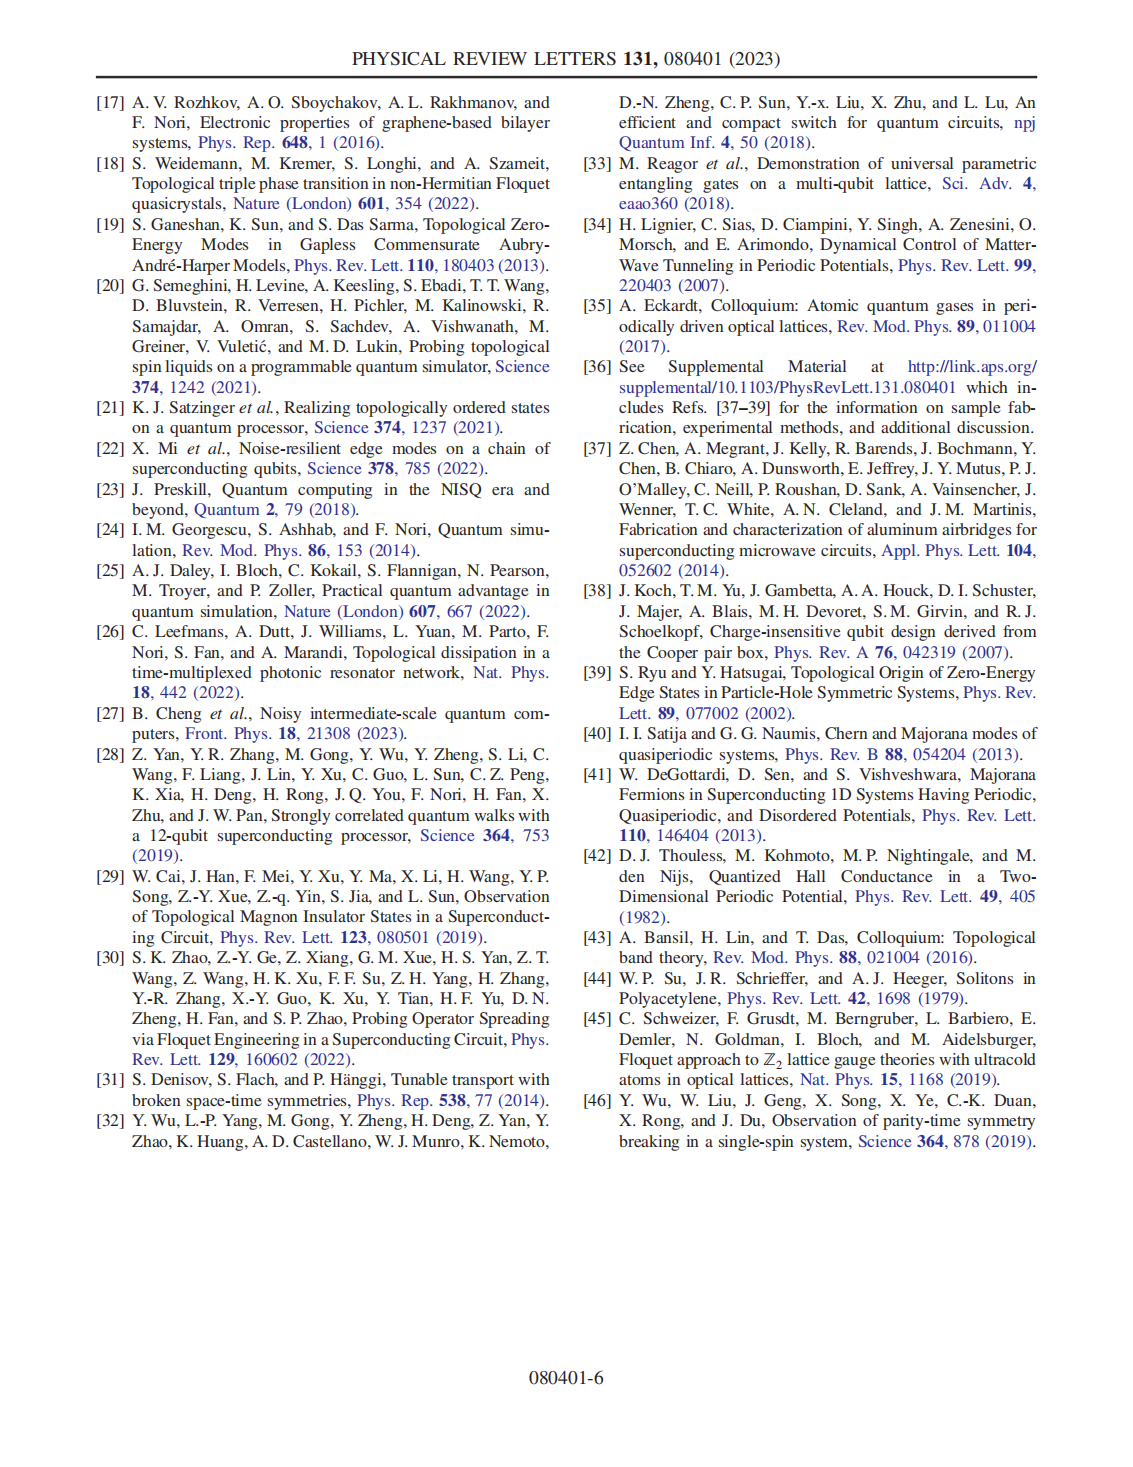 PHYSICAL REVIEW LETTERS 131, 080401 (2023)
[17] A. V. Rozhkov, A. O. Sboychakov, A. L. Rakhmanov, and
F. Nori, Electronic properties of graphene-based bilayer
systems, Phys. Rep. 648, 1 (2016).
[18] S. Weidemann, M. Kremer, S. Longhi, and A. Szameit,
Topological triple phase transition in non-Hermitian Floquet
quasicrystals, Nature (London) 601, 354 (2022).
[19] S. Ganeshan, K. Sun, and S. Das Sarma, Topological Zero-
Energy Modes in Gapless Commensurate Aubry-
André-Harper Models, Phys. Rev. Lett. 110, 180403 (2013).
[20] G. Semeghini, H. Levine, A. Keesling, S. Ebadi, T. T. Wang,
D. Bluvstein, R. Verresen, H. Pichler, M. Kalinowski, R.
Samajdar, A. Omran, S. Sachdev, A. Vishwanath, M.
Greiner, V. Vuletić, and M. D. Lukin, Probing topological
spin liquids on a programmable quantum simulator, Science
374, 1242 (2021).
[21] K. J. Satzinger et al., Realizing topologically ordered states
on a quantum processor, Science 374, 1237 (2021).
[22] X. Mi et al., Noise-resilient edge modes on a chain of
superconducting qubits, Science 378, 785 (2022).
[23] J. Preskill, Quantum computing in the NISQ era and
beyond, Quantum 2, 79 (2018).
[24] I. M. Georgescu, S. Ashhab, and F. Nori, Quantum simu-
lation, Rev. Mod. Phys. 86, 153 (2014).
[25] A. J. Daley, I. Bloch, C. Kokail, S. Flannigan, N. Pearson,
M. Troyer, and P. Zoller, Practical quantum advantage in
quantum simulation, Nature (London) 607, 667 (2022).
[26] C. Leefmans, A. Dutt, J. Williams, L. Yuan, M. Parto, F.
Nori, S. Fan, and A. Marandi, Topological dissipation in a
time-multiplexed photonic resonator network, Nat. Phys.
18, 442 (2022).
[27] B. Cheng et al., Noisy intermediate-scale quantum com-
puters, Front. Phys. 18, 21308 (2023).
[28] Z. Yan, Y. R. Zhang, M. Gong, Y. Wu, Y. Zheng, S. Li, C.
Wang, F. Liang, J. Lin, Y. Xu, C. Guo, L. Sun, C. Z. Peng,
K. Xia, H. Deng, H. Rong, J. Q. You, F. Nori, H. Fan, X.
Zhu, and J. W. Pan, Strongly correlated quantum walks with
a 12-qubit superconducting processor, Science 364, 753
(2019).
[29] W. Cai, J. Han, F. Mei, Y. Xu, Y. Ma, X. Li, H. Wang, Y. P.
Song, Z.-Y. Xue, Z.-q. Yin, S. Jia, and L. Sun, Observation
of Topological Magnon Insulator States in a Superconduct-
ing Circuit, Phys. Rev. Lett. 123, 080501 (2019).
[30] S. K. Zhao, Z.-Y. Ge, Z. Xiang, G. M. Xue, H. S. Yan, Z. T.
Wang, Z. Wang, H. K. Xu, F. F. Su, Z. H. Yang, H. Zhang,
Y.-R. Zhang, X.-Y. Guo, K. Xu, Y. Tian, H. F. Yu, D. N.
Zheng, H. Fan, and S. P. Zhao, Probing Operator Spreading
via Floquet Engineering in a Superconducting Circuit, Phys.
Rev. Lett. 129, 160602 (2022).
[31] S. Denisov, S. Flach, and P. Hänggi, Tunable transport with
broken space-time symmetries, Phys. Rep. 538, 77 (2014).
[32] Y. Wu, L.-P. Yang, M. Gong, Y. Zheng, H. Deng, Z. Yan, Y.
Zhao, K. Huang, A. D. Castellano, W. J. Munro, K. Nemoto,
D.-N. Zheng, C. P. Sun, Y.-x. Liu, X. Zhu, and L. Lu, An
efficient and compact switch for quantum circuits, npj
Quantum Inf. 4, 50 (2018).
[33] M. Reagor et al., Demonstration of universal parametric
entangling gates on a multi-qubit lattice, Sci. Adv. 4,
eaao360 (2018).
[34] H. Lignier, C. Sias, D. Ciampini, Y. Singh, A. Zenesini, O.
Morsch, and E. Arimondo, Dynamical Control of Matter-
Wave Tunneling in Periodic Potentials, Phys. Rev. Lett. 99,
220403 (2007).
[35] A. Eckardt, Colloquium: Atomic quantum gases in peri-
odically driven optical lattices, Rev. Mod. Phys. 89, 011004
(2017).
[36] See Supplemental Material at http://link.aps.org/
supplemental/10.1103/PhysRevLett.131.080401 which in-
cludes Refs. [37–39] for the information on sample fab-
rication, experimental methods, and additional discussion.
[37] Z. Chen, A. Megrant, J. Kelly, R. Barends, J. Bochmann, Y.
Chen, B. Chiaro, A. Dunsworth, E. Jeffrey, J. Y. Mutus, P. J.
O'Malley, C. Neill, P. Roushan, D. Sank, A. Vainsencher, J.
Wenner, T. C. White, A. N. Cleland, and J. M. Martinis,
Fabrication and characterization of aluminum airbridges for
superconducting microwave circuits, Appl. Phys. Lett. 104,
052602 (2014).
[38] J. Koch, T. M. Yu, J. Gambetta, A. A. Houck, D. I. Schuster,
J. Majer, A. Blais, M. H. Devoret, S. M. Girvin, and R. J.
Schoelkopf, Charge-insensitive qubit design derived from
the Cooper pair box, Phys. Rev. A 76, 042319 (2007).
[39] S. Ryu and Y. Hatsugai, Topological Origin of Zero-Energy
Edge States in Particle-Hole Symmetric Systems, Phys. Rev.
Lett. 89, 077002 (2002).
[40] I. I. Satija and G. G. Naumis, Chern and Majorana modes of
quasiperiodic systems, Phys. Rev. B 88, 054204 (2013).
[41] W. DeGottardi, D. Sen, and S. Vishveshwara, Majorana
Fermions in Superconducting 1D Systems Having Periodic,
Quasiperiodic, and Disordered Potentials, Phys. Rev. Lett.
110, 146404 (2013).
[42] D. J. Thouless, M. Kohmoto, M. P. Nightingale, and M.
den Nijs, Quantized Hall Conductance in a Two-
Dimensional Periodic Potential, Phys. Rev. Lett. 49, 405
(1982).
[43] A. Bansil, H. Lin, and T. Das, Colloquium: Topological
band theory, Rev. Mod. Phys. 88, 021004 (2016).
[44] W. P. Su, J. R. Schrieffer, and A. J. Heeger, Solitons in
Polyacetylene, Phys. Rev. Lett. 42, 1698 (1979).
[45] C. Schweizer, F. Grusdt, M. Berngruber, L. Barbiero, E.
Demler, N. Goldman, I. Bloch, and M. Aidelsburger,
Floquet approach to ℤ₂ lattice gauge theories with ultracold
atoms in optical lattices, Nat. Phys. 15, 1168 (2019).
[46] Y. Wu, W. Liu, J. Geng, X. Song, X. Ye, C.-K. Duan,
X. Rong, and J. Du, Observation of parity-time symmetry
breaking in a single-spin system, Science 364, 878 (2019).
080401-6